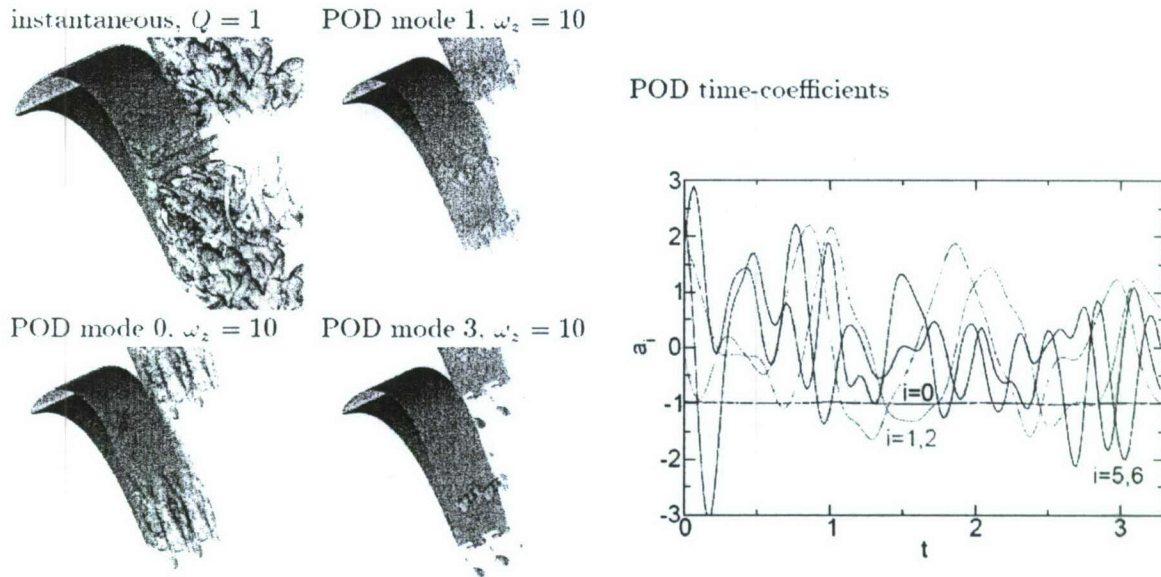 instantaneous, Q = 1
POD mode 1, ω_z = 10
POD mode 0, ω_z = 10
POD mode 3, ω_z = 10
POD time-coefficients
3
2
1
0
-1
-2
-3
a_i
i=0
i=1,2
i=5,6
0
1
2
3
t